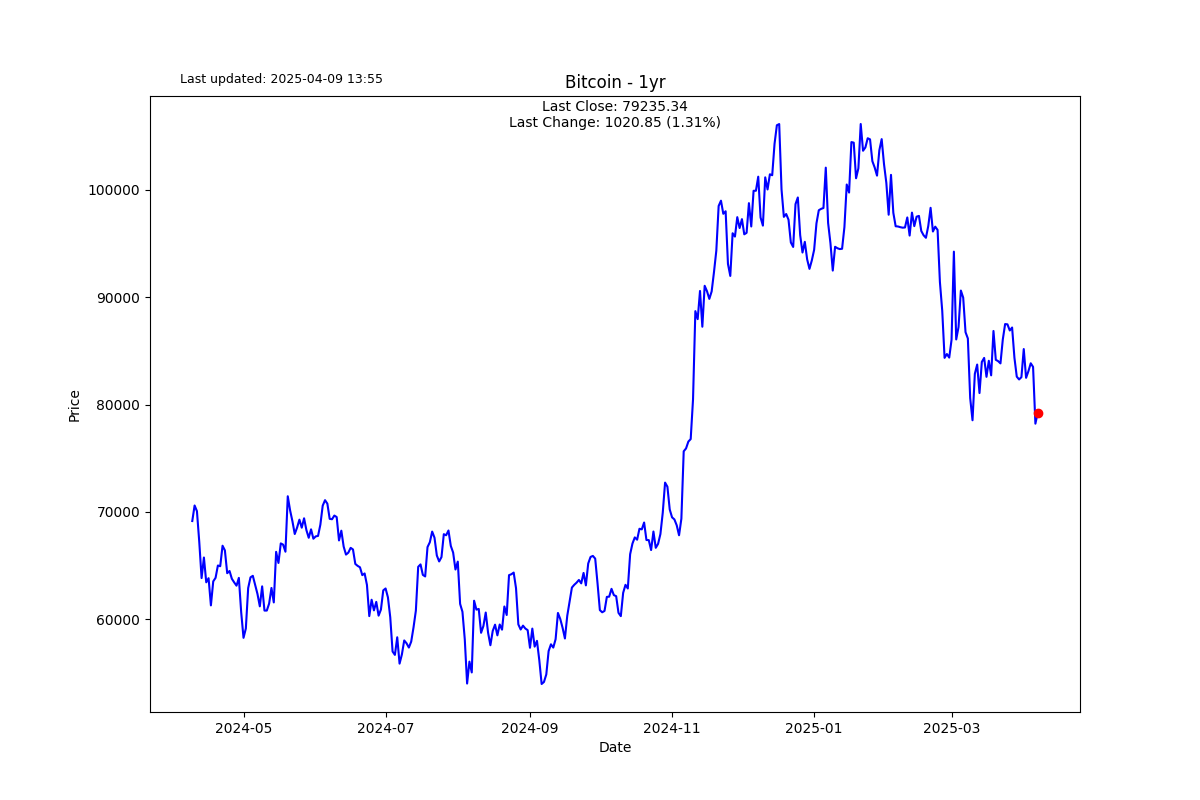 Last updated: 2025-04-09 13:55
Bitcoin - 1yr
Last Close: 79235.34
Last Change: 1020.85 (1.31%)
100000
90000
80000
70000
60000
Price
2024-05
2024-07
2024-09
2024-11
2025-01
2025-03
Date